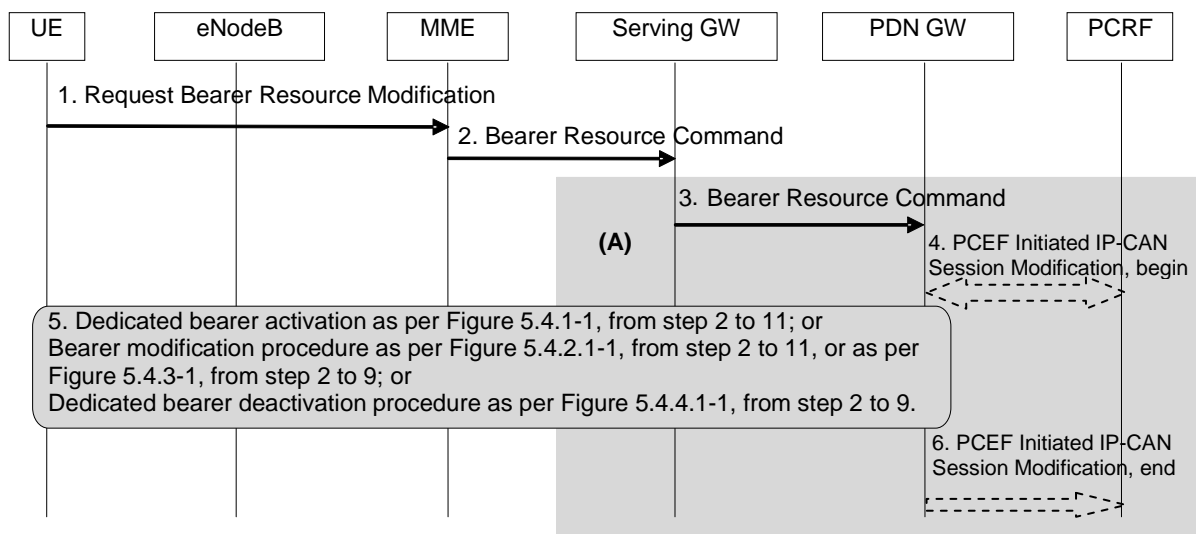 UE
eNodeB
MME
Serving GW
PDN GW
PCRF
1. Request Bearer Resource Modification
2. Bearer Resource Command
3. Bearer Resource Command
(A)
4. PCEF Initiated IP-CAN
Session Modification, begin
5. Dedicated bearer activation as per Figure 5.4.1-1, from step 2 to 11; or
Bearer modification procedure as per Figure 5.4.2.1-1, from step 2 to 11, or as per
Figure 5.4.3-1, from step 2 to 9; or
Dedicated bearer deactivation procedure as per Figure 5.4.4.1-1, from step 2 to 9.
6. PCEF Initiated IP-CAN
Session Modification, end